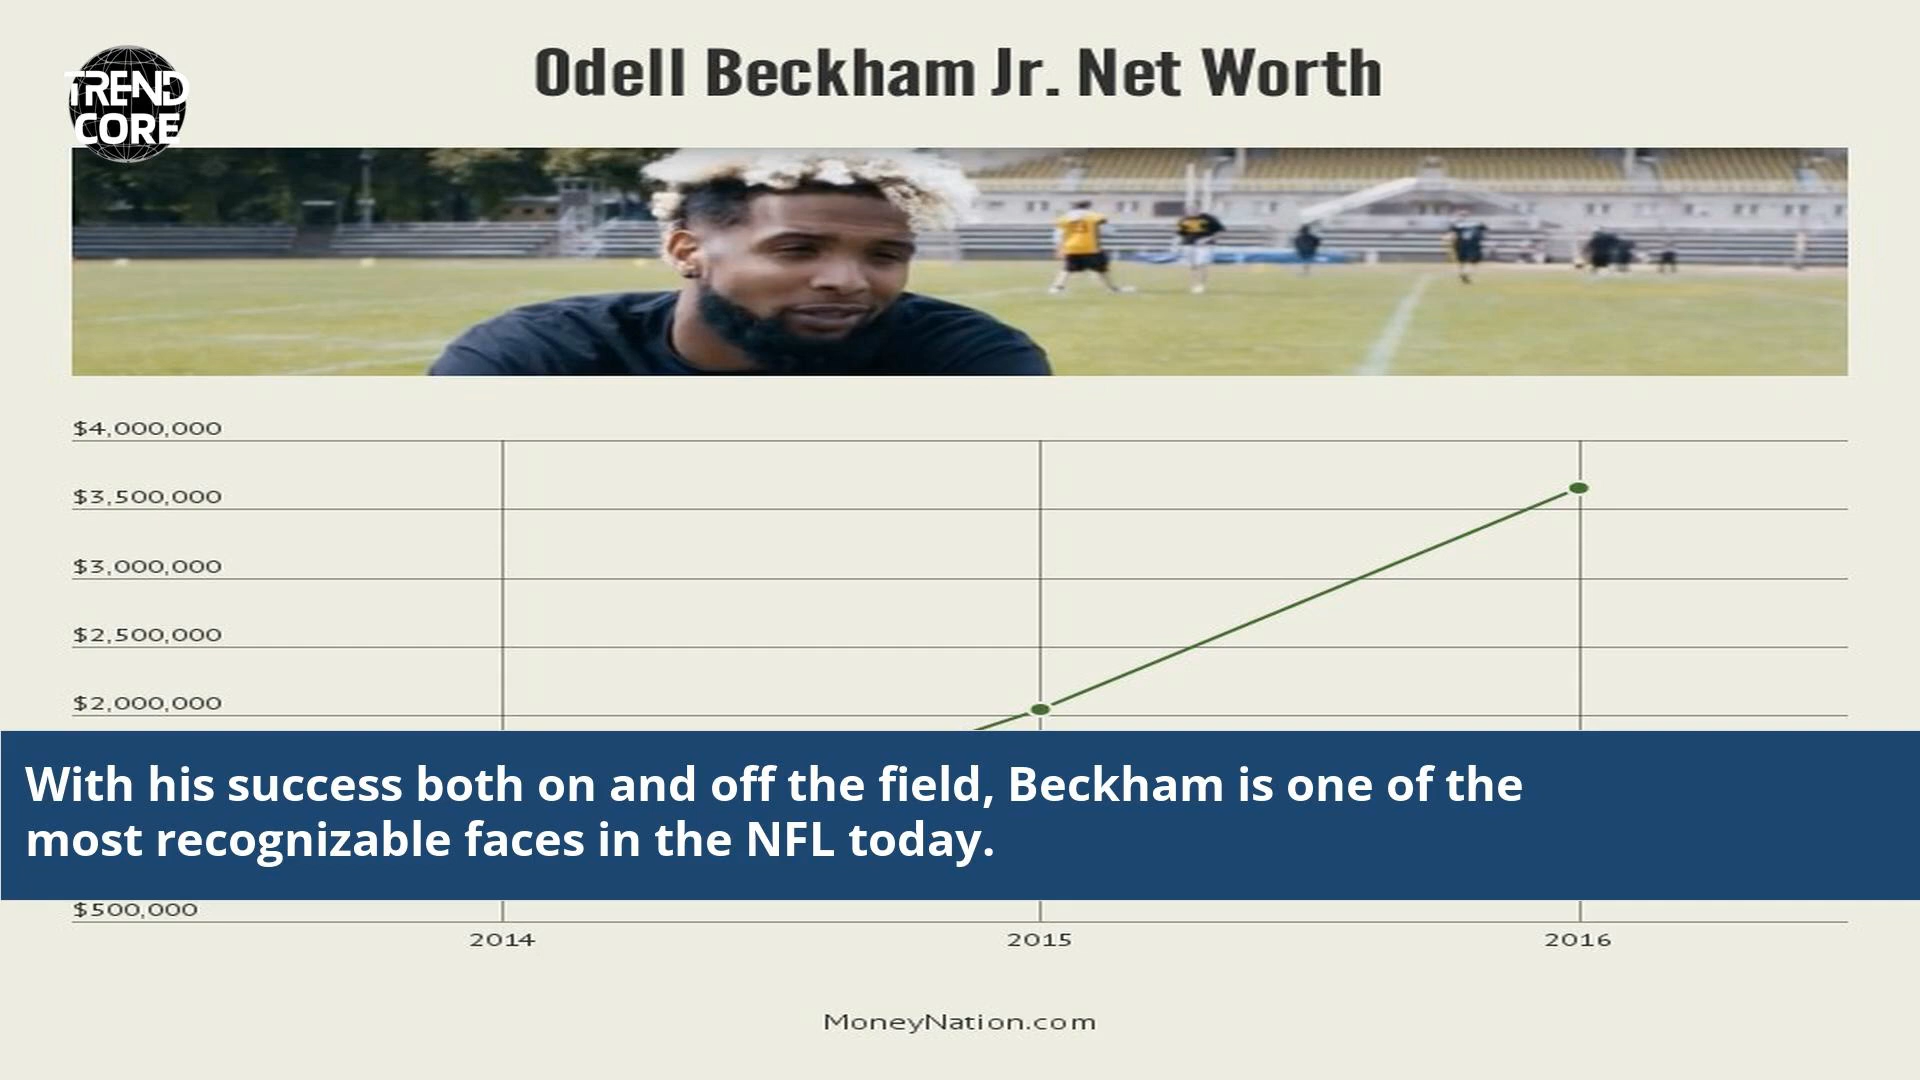 TREND
CORE
Odell Beckham Jr. Net Worth
$4,000,000
$3,500,000
$3,000,000
$2,500,000
$2,000,000
With his success both on and off the field, Beckham is one of the
most recognizable faces in the NFL today.
$500,000
2014 2015 2016
MoneyNation.com